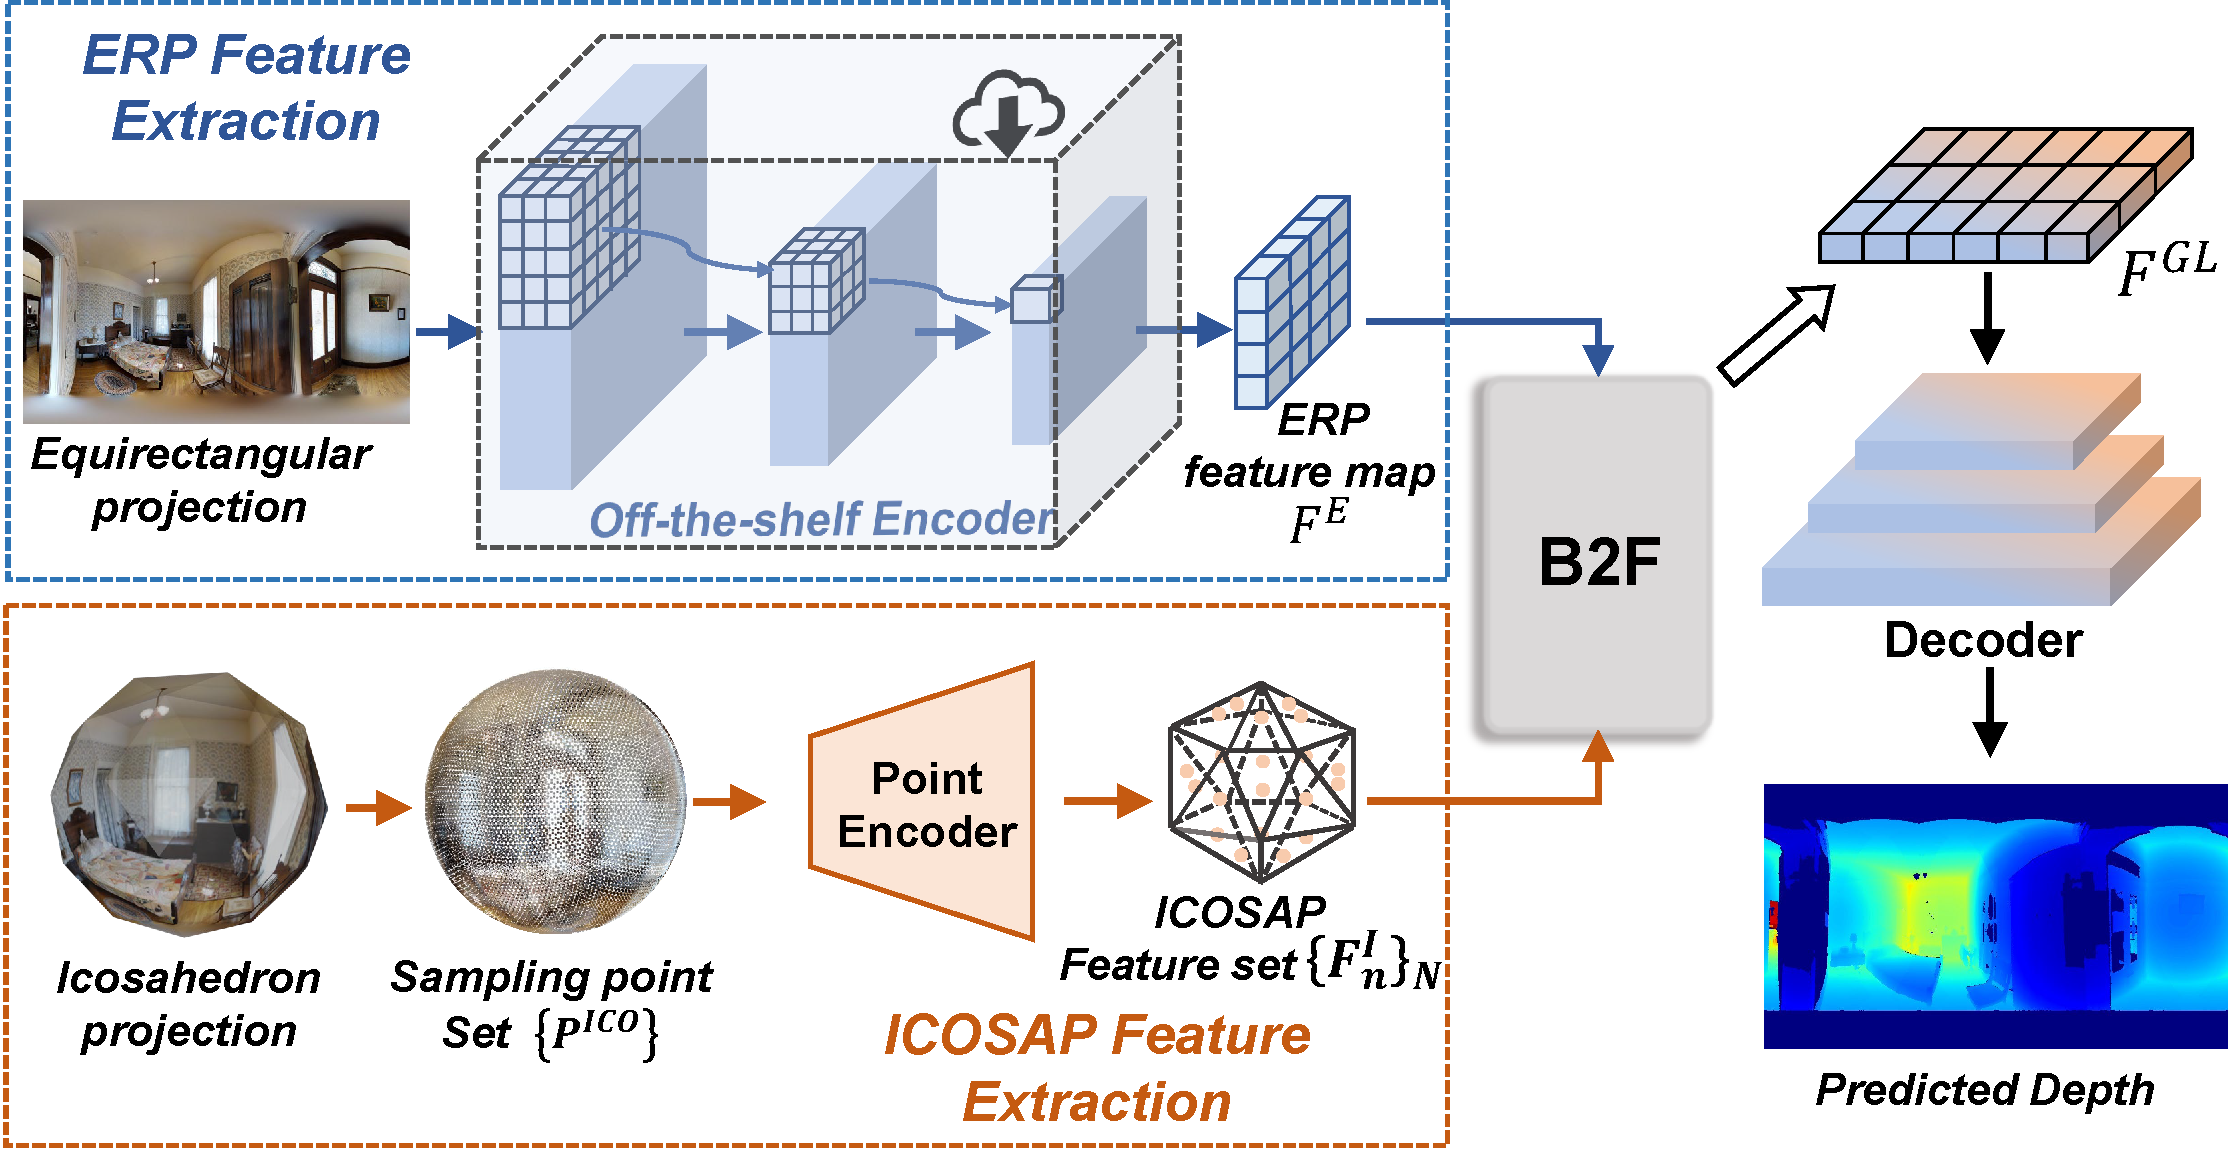 ERP Feature
Extraction
Equirectangular
projection
Off-the-shelf Encoder
ERP
feature map
F^E
B2F
F^{GL}
Decoder
Predicted Depth
Icosahedron
projection
Sampling point
Set {P^{ICO}}
Point
Encoder
ICOSAP
Feature set {F_n^I}_N
ICOSAP Feature
Extraction